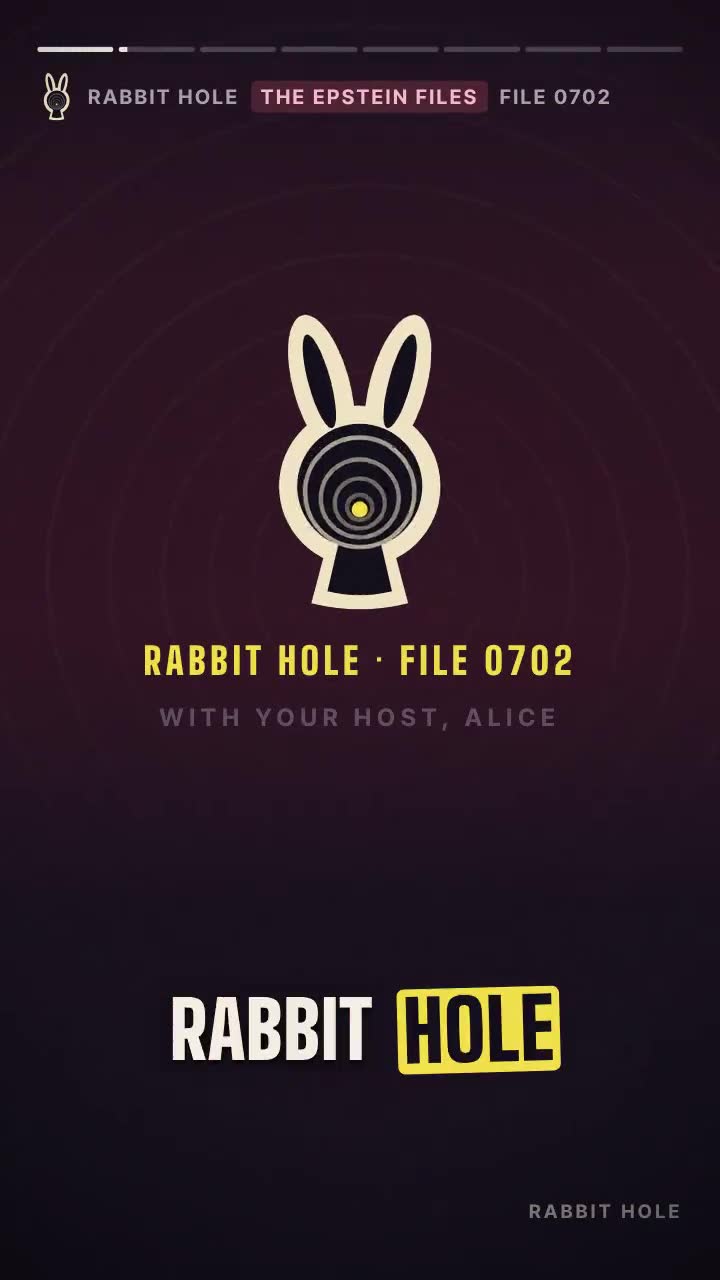 RABBIT HOLE THE EPSTEIN FILES FILE 0702
RABBIT HOLE · FILE 0702
WITH YOUR HOST, ALICE
RABBIT HOLE
RABBIT HOLE